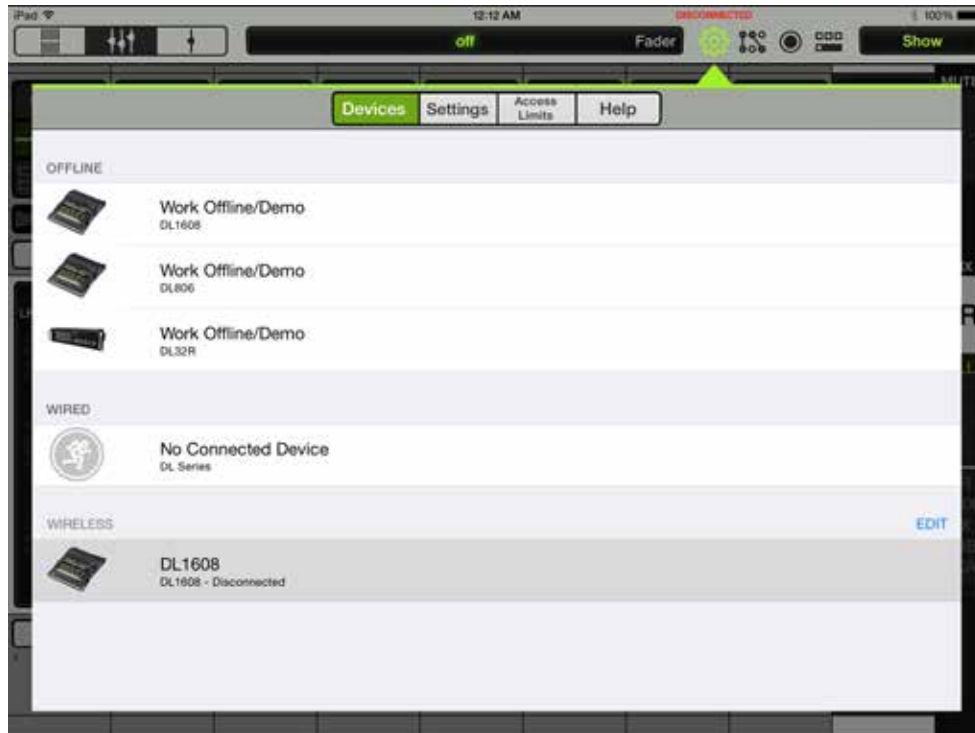 iPad 12:12 AM DISCONNECTED 100%
off Fader Show
MUT
Devices Settings Access Limits Help
OFFLINE
Work Offline/Demo
DL1608
Work Offline/Demo
DL806
Work Offline/Demo
DL32R
WIRED
No Connected Device
DL Series
WIRELESS EDIT
DL1608
DL1608 - Disconnected